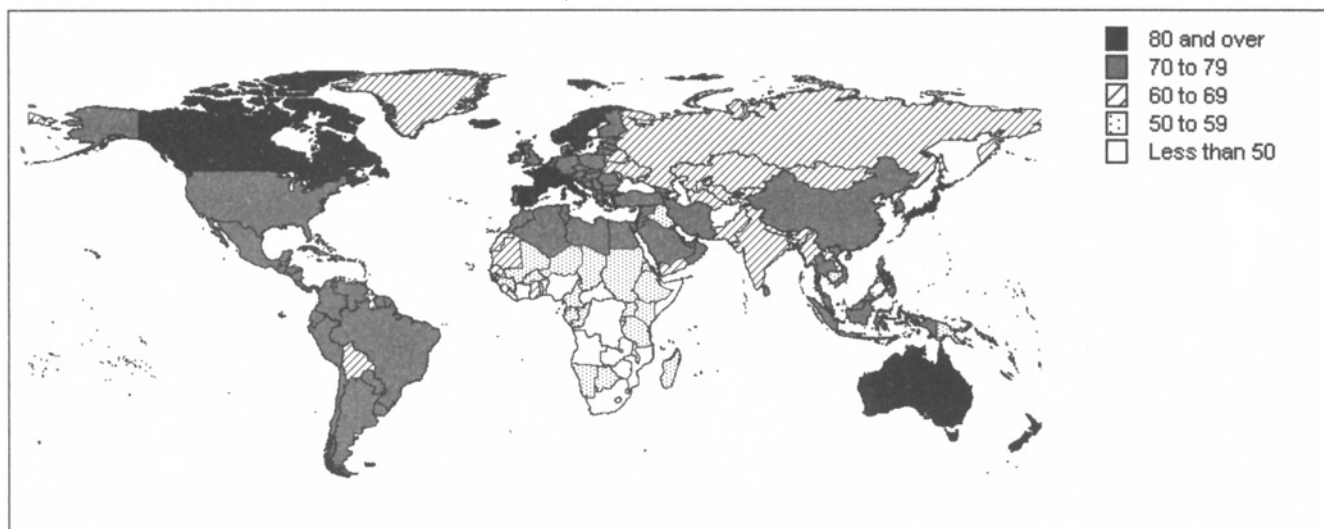 80 and over
70 to 79
60 to 69
50 to 59
Less than 50